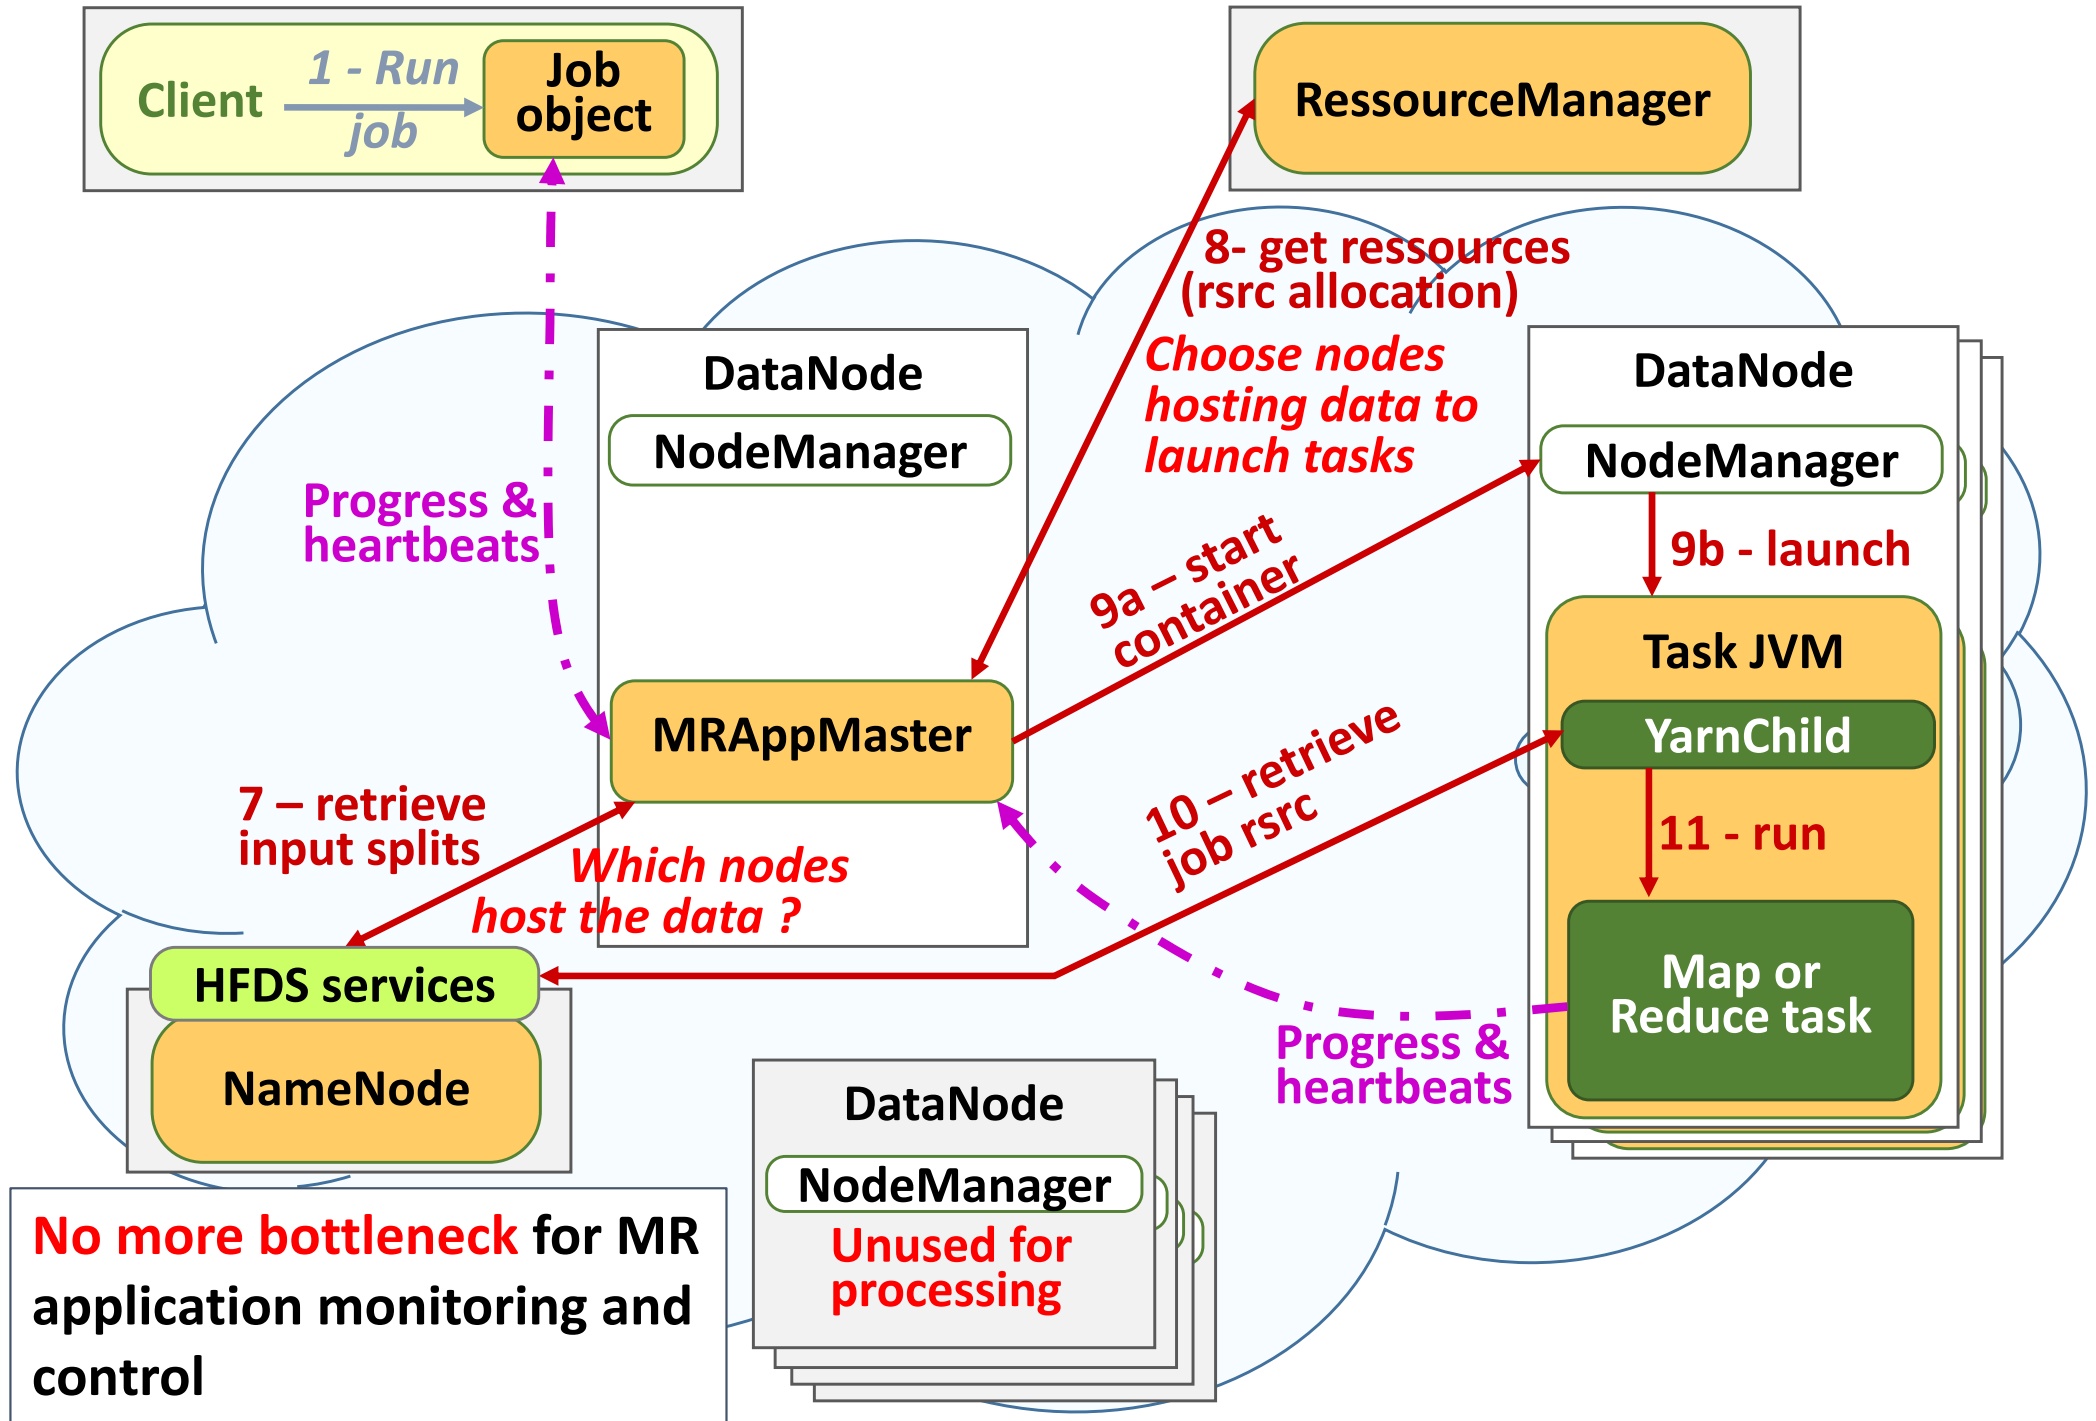 Client
1 - Run
job
Job
object
RessourceManager
8- get ressources
(rsrc allocation)
Choose nodes
hosting data to
launch tasks
DataNode
NodeManager
Progress &
heartbeats
MRAppMaster
9a – start
container
DataNode
NodeManager
9b - launch
Task JVM
YarnChild
11 - run
Map or
Reduce task
10 – retrieve
job rsrc
7 – retrieve
input splits
Which nodes
host the data ?
HFDS services
NameNode
Progress &
heartbeats
DataNode
NodeManager
Unused for
processing
No more bottleneck for MR
application monitoring and
control